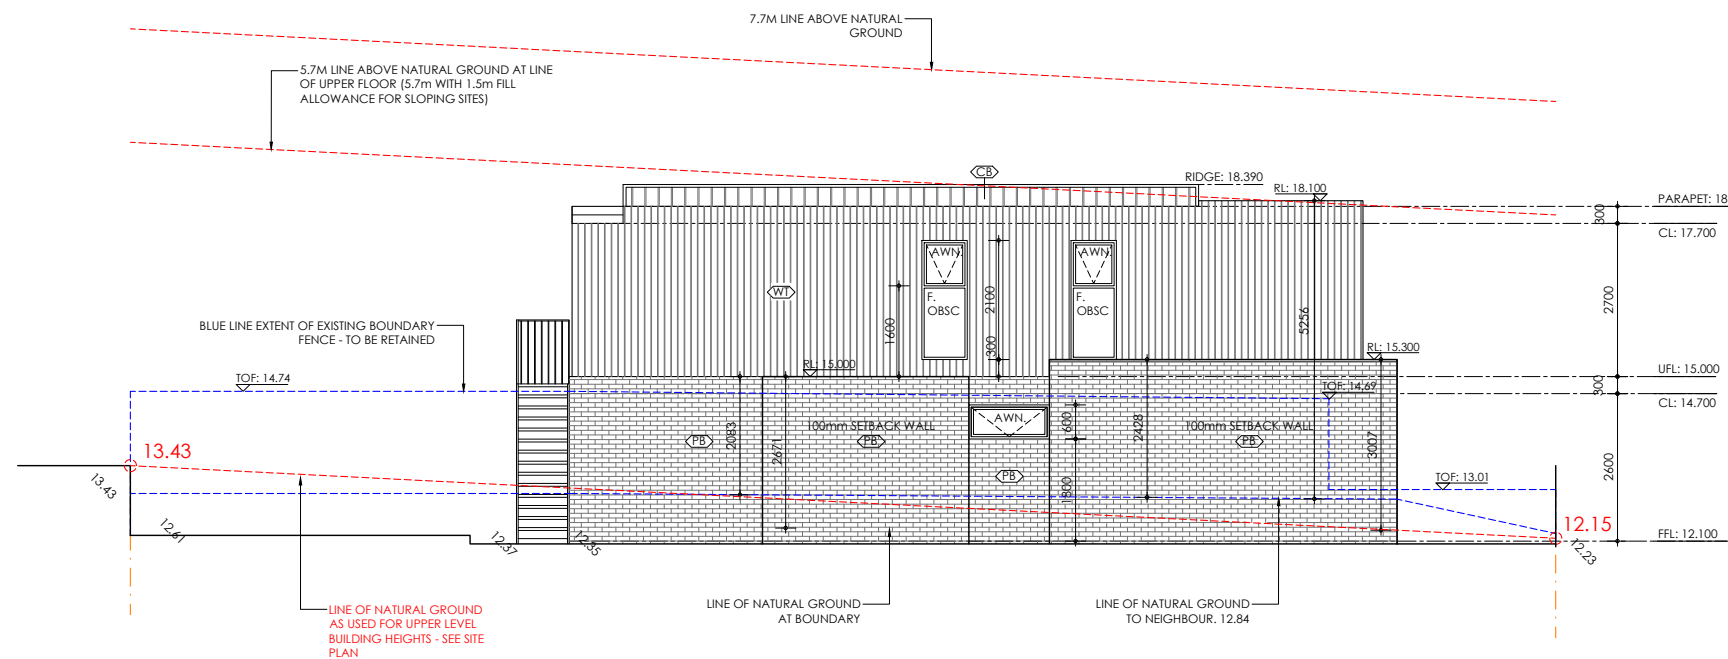 7.7M LINE ABOVE NATURAL
GROUND
5.7M LINE ABOVE NATURAL GROUND AT LINE
OF UPPER FLOOR (5.7m WITH 1.5m FILL
ALLOWANCE FOR SLOPING SITES)
CB
RIDGE: 18.390
RL: 18.100
PARAPET: 18
300
CL: 17.700
AWN.
AWN.
WT
F.
OBSC
F.
OBSC
2100
1600
300
5256
2700
BLUE LINE EXTENT OF EXISTING BOUNDARY
FENCE - TO BE RETAINED
RL: 15.000
RL: 15.300
UFL: 15.000
TOF: 14.74
TOF: 14.69
300
CL: 14.700
AWN.
600
100mm SETBACK WALL
100mm SETBACK WALL
PB
PB
PB
2083
2671
2428
3007
13.43
13.43
PB
1800
2600
TOF: 13.01
12.15
12.61
12.37
12.35
12.23
FFL: 12.100
LINE OF NATURAL GROUND
AS USED FOR UPPER LEVEL
BUILDING HEIGHTS - SEE SITE
PLAN
LINE OF NATURAL GROUND
AT BOUNDARY
LINE OF NATURAL GROUND
TO NEIGHBOUR. 12.84